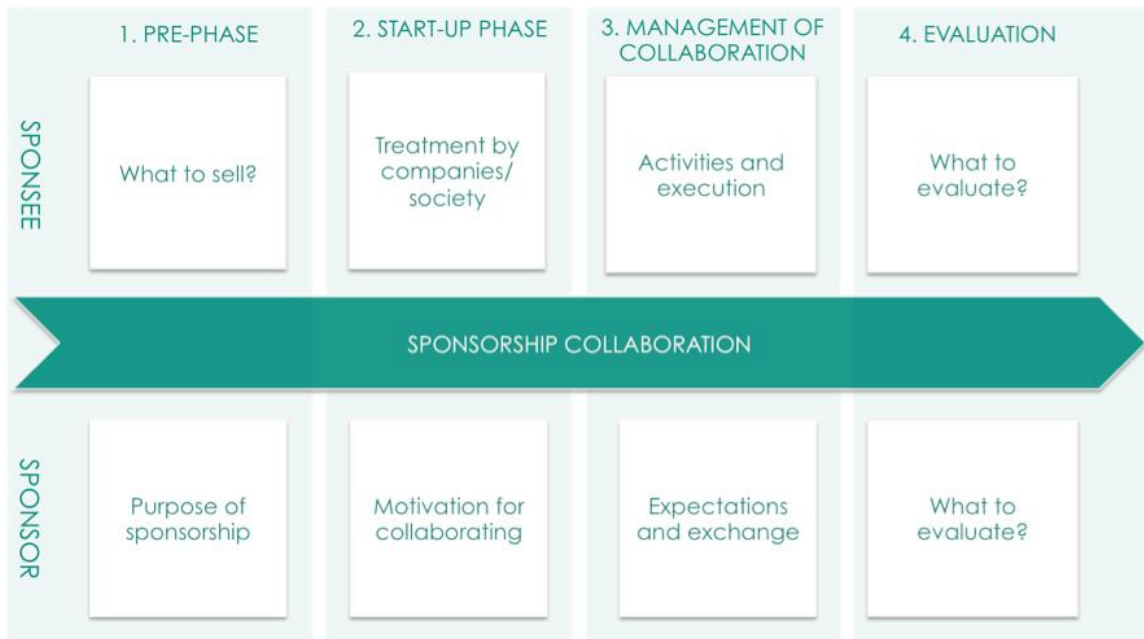 1. PRE-PHASE
2. START-UP PHASE
3. MANAGEMENT OF
COLLABORATION
4. EVALUATION
SPONSEE
What to sell?
Treatment by
companies/
society
Activities and
execution
What to
evaluate?
SPONSORSHIP COLLABORATION
SPONSOR
Purpose of
sponsorship
Motivation for
collaborating
Expectations
and exchange
What to
evaluate?